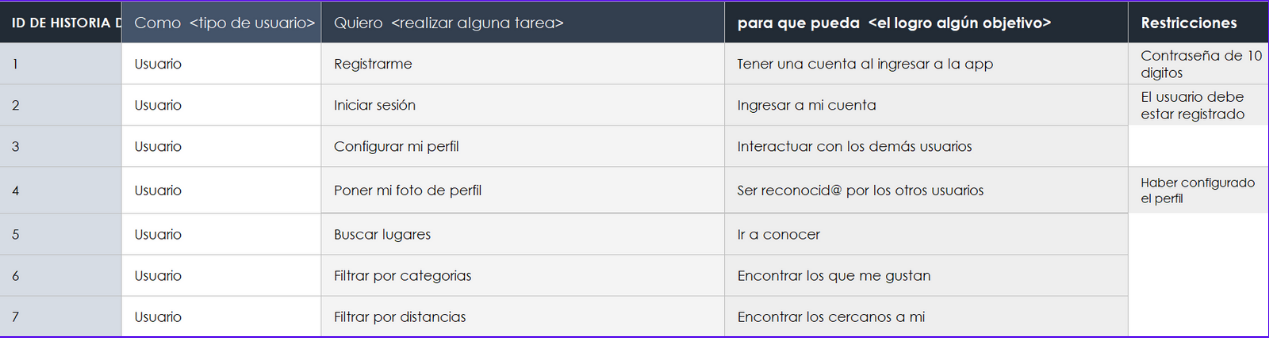 ID DE HISTORIA D Como <tipo de usuario> Quiero <realizar alguna tarea> para que pueda <el logro algún objetivo> Restricciones
1 Usuario Registrarme Tener una cuenta al ingresar a la app Contraseña de 10
digitos
2 Usuario Iniciar sesión Ingresar a mi cuenta El usuario debe
estar registrado
3 Usuario Configurar mi perfil Interactuar con los demás usuarios
4 Usuario Poner mi foto de perfil Ser reconocid@ por los otros usuarios Haber configurado
el perfil
5 Usuario Buscar lugares Ir a conocer
6 Usuario Filtrar por categorias Encontrar los que me gustan
7 Usuario Filtrar por distancias Encontrar los cercanos a mi